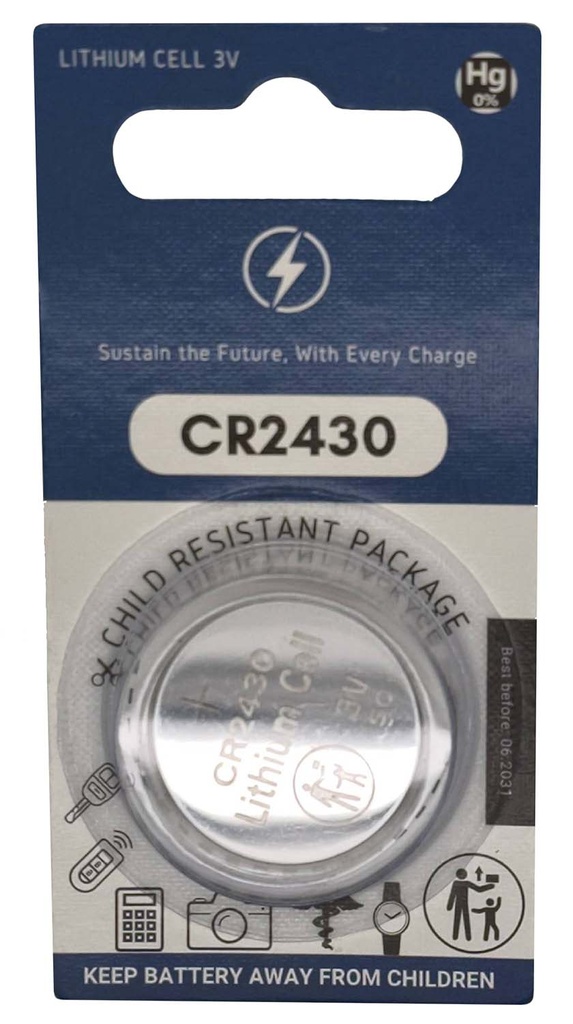 LITHIUM CELL 3V
Hg
0%
Sustain the Future, With Every Charge
CR2430
CHILD RESISTANT PACKAGE
+
CR2430
Lithium Cell
3V
Best before: 06.2031
KEEP BATTERY AWAY FROM CHILDREN